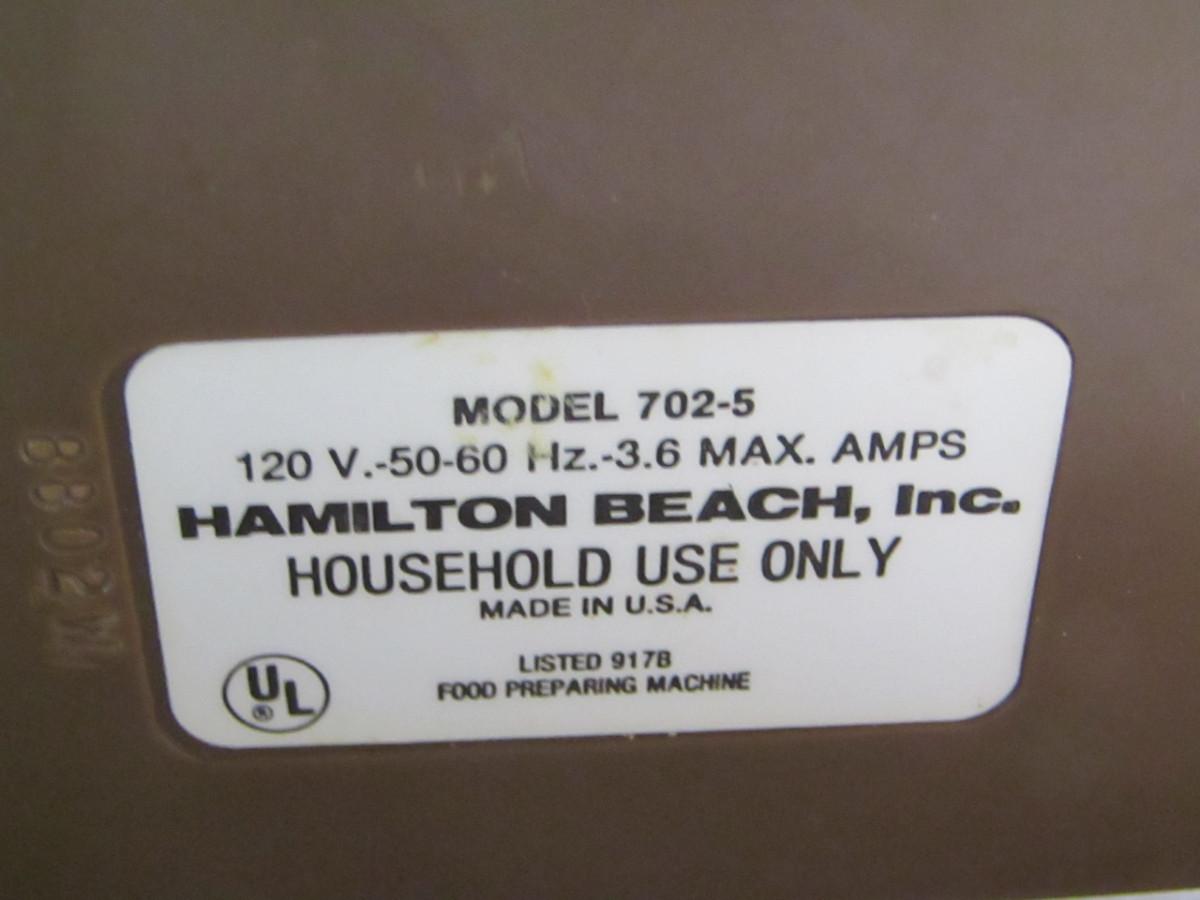 MODEL 702-5
120 V.-50-60 Hz.-3.6 MAX. AMPS
HAMILTON BEACH, Inc.
HOUSEHOLD USE ONLY
MADE IN U.S.A.
LISTED 917B
FOOD PREPARING MACHINE
UL
®
8802W